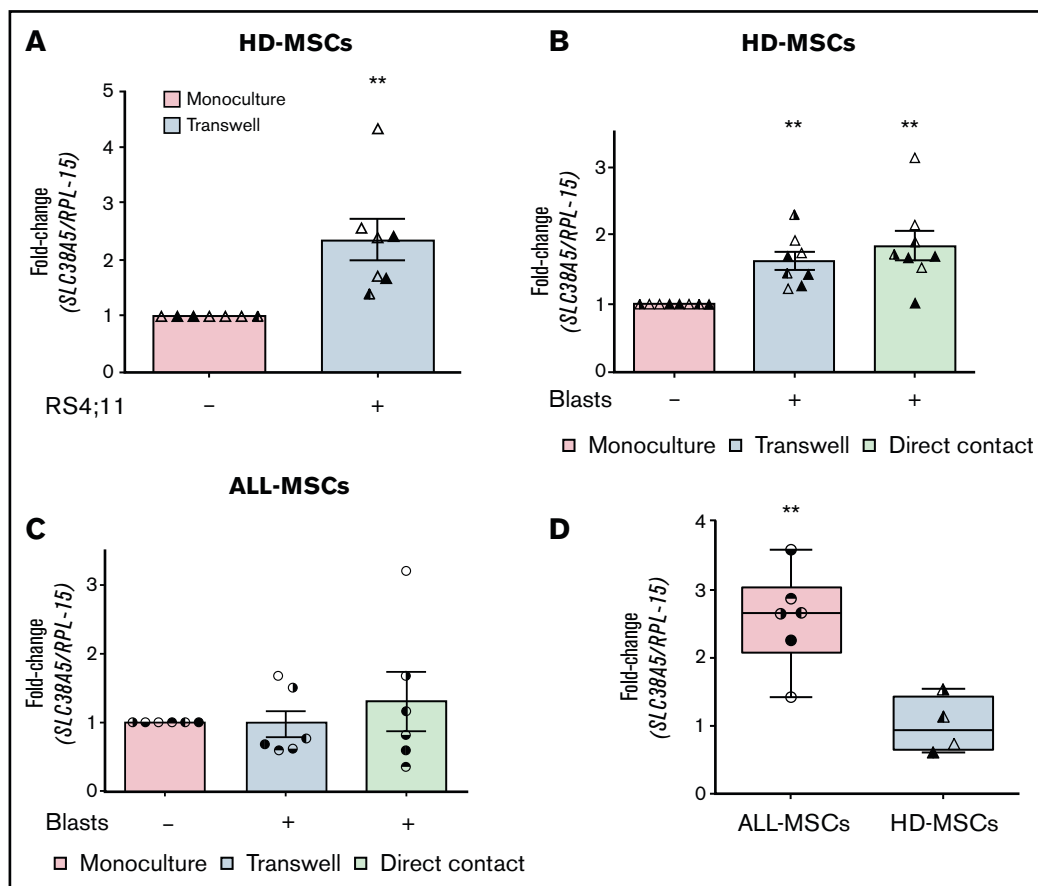 A
HD-MSCs
**
5
4
3
2
1
0
Fold-change
(SLC38A5/RPL-15)
Monoculture
Transwell
RS4;11
–
+
B
HD-MSCs
**
**
3
2
1
0
Fold-change
(SLC38A5/RPL-15)
Blasts
–
+
+
Monoculture Transwell Direct contact
ALL-MSCs
C
3
2
1
0
Fold-change
(SLC38A5/RPL-15)
Blasts
–
+
+
Monoculture Transwell Direct contact
D
**
4
3
2
1
0
Fold-change
(SLC38A5/RPL-15)
ALL-MSCs
HD-MSCs